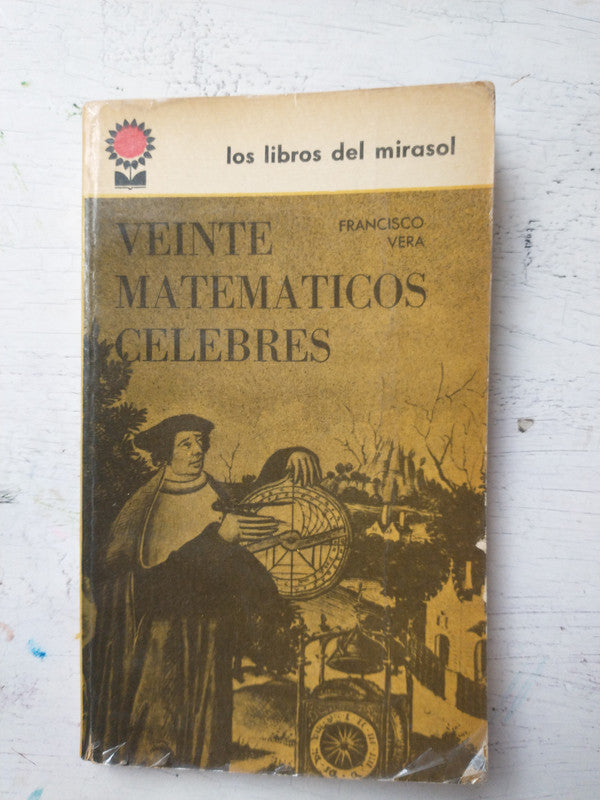 los libros del mirasol
FRANCISCO
VERA
VEINTE
MATEMATICOS
CELEBRES